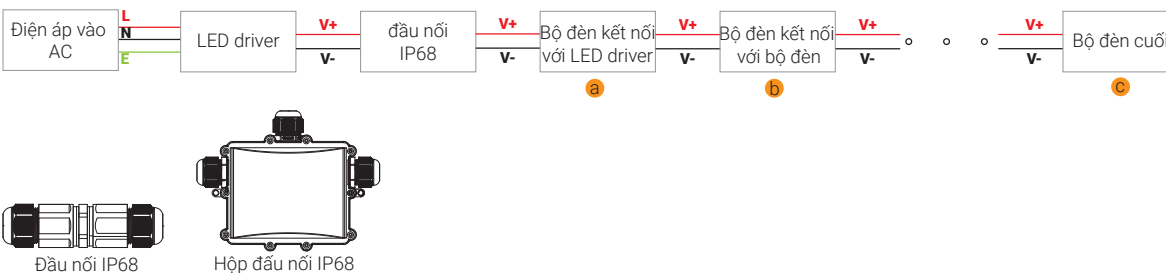 Điện áp vào
AC
L
N
E
LED driver
V+
V-
đầu nối
IP68
V+
V-
Bộ đèn kết nối
với LED driver
a
V+
V-
Bộ đèn kết nối
với bộ đèn
b
V+
V-
V+
V-
Bộ đèn cuối
c
Đầu nối IP68
Hộp đấu nối IP68